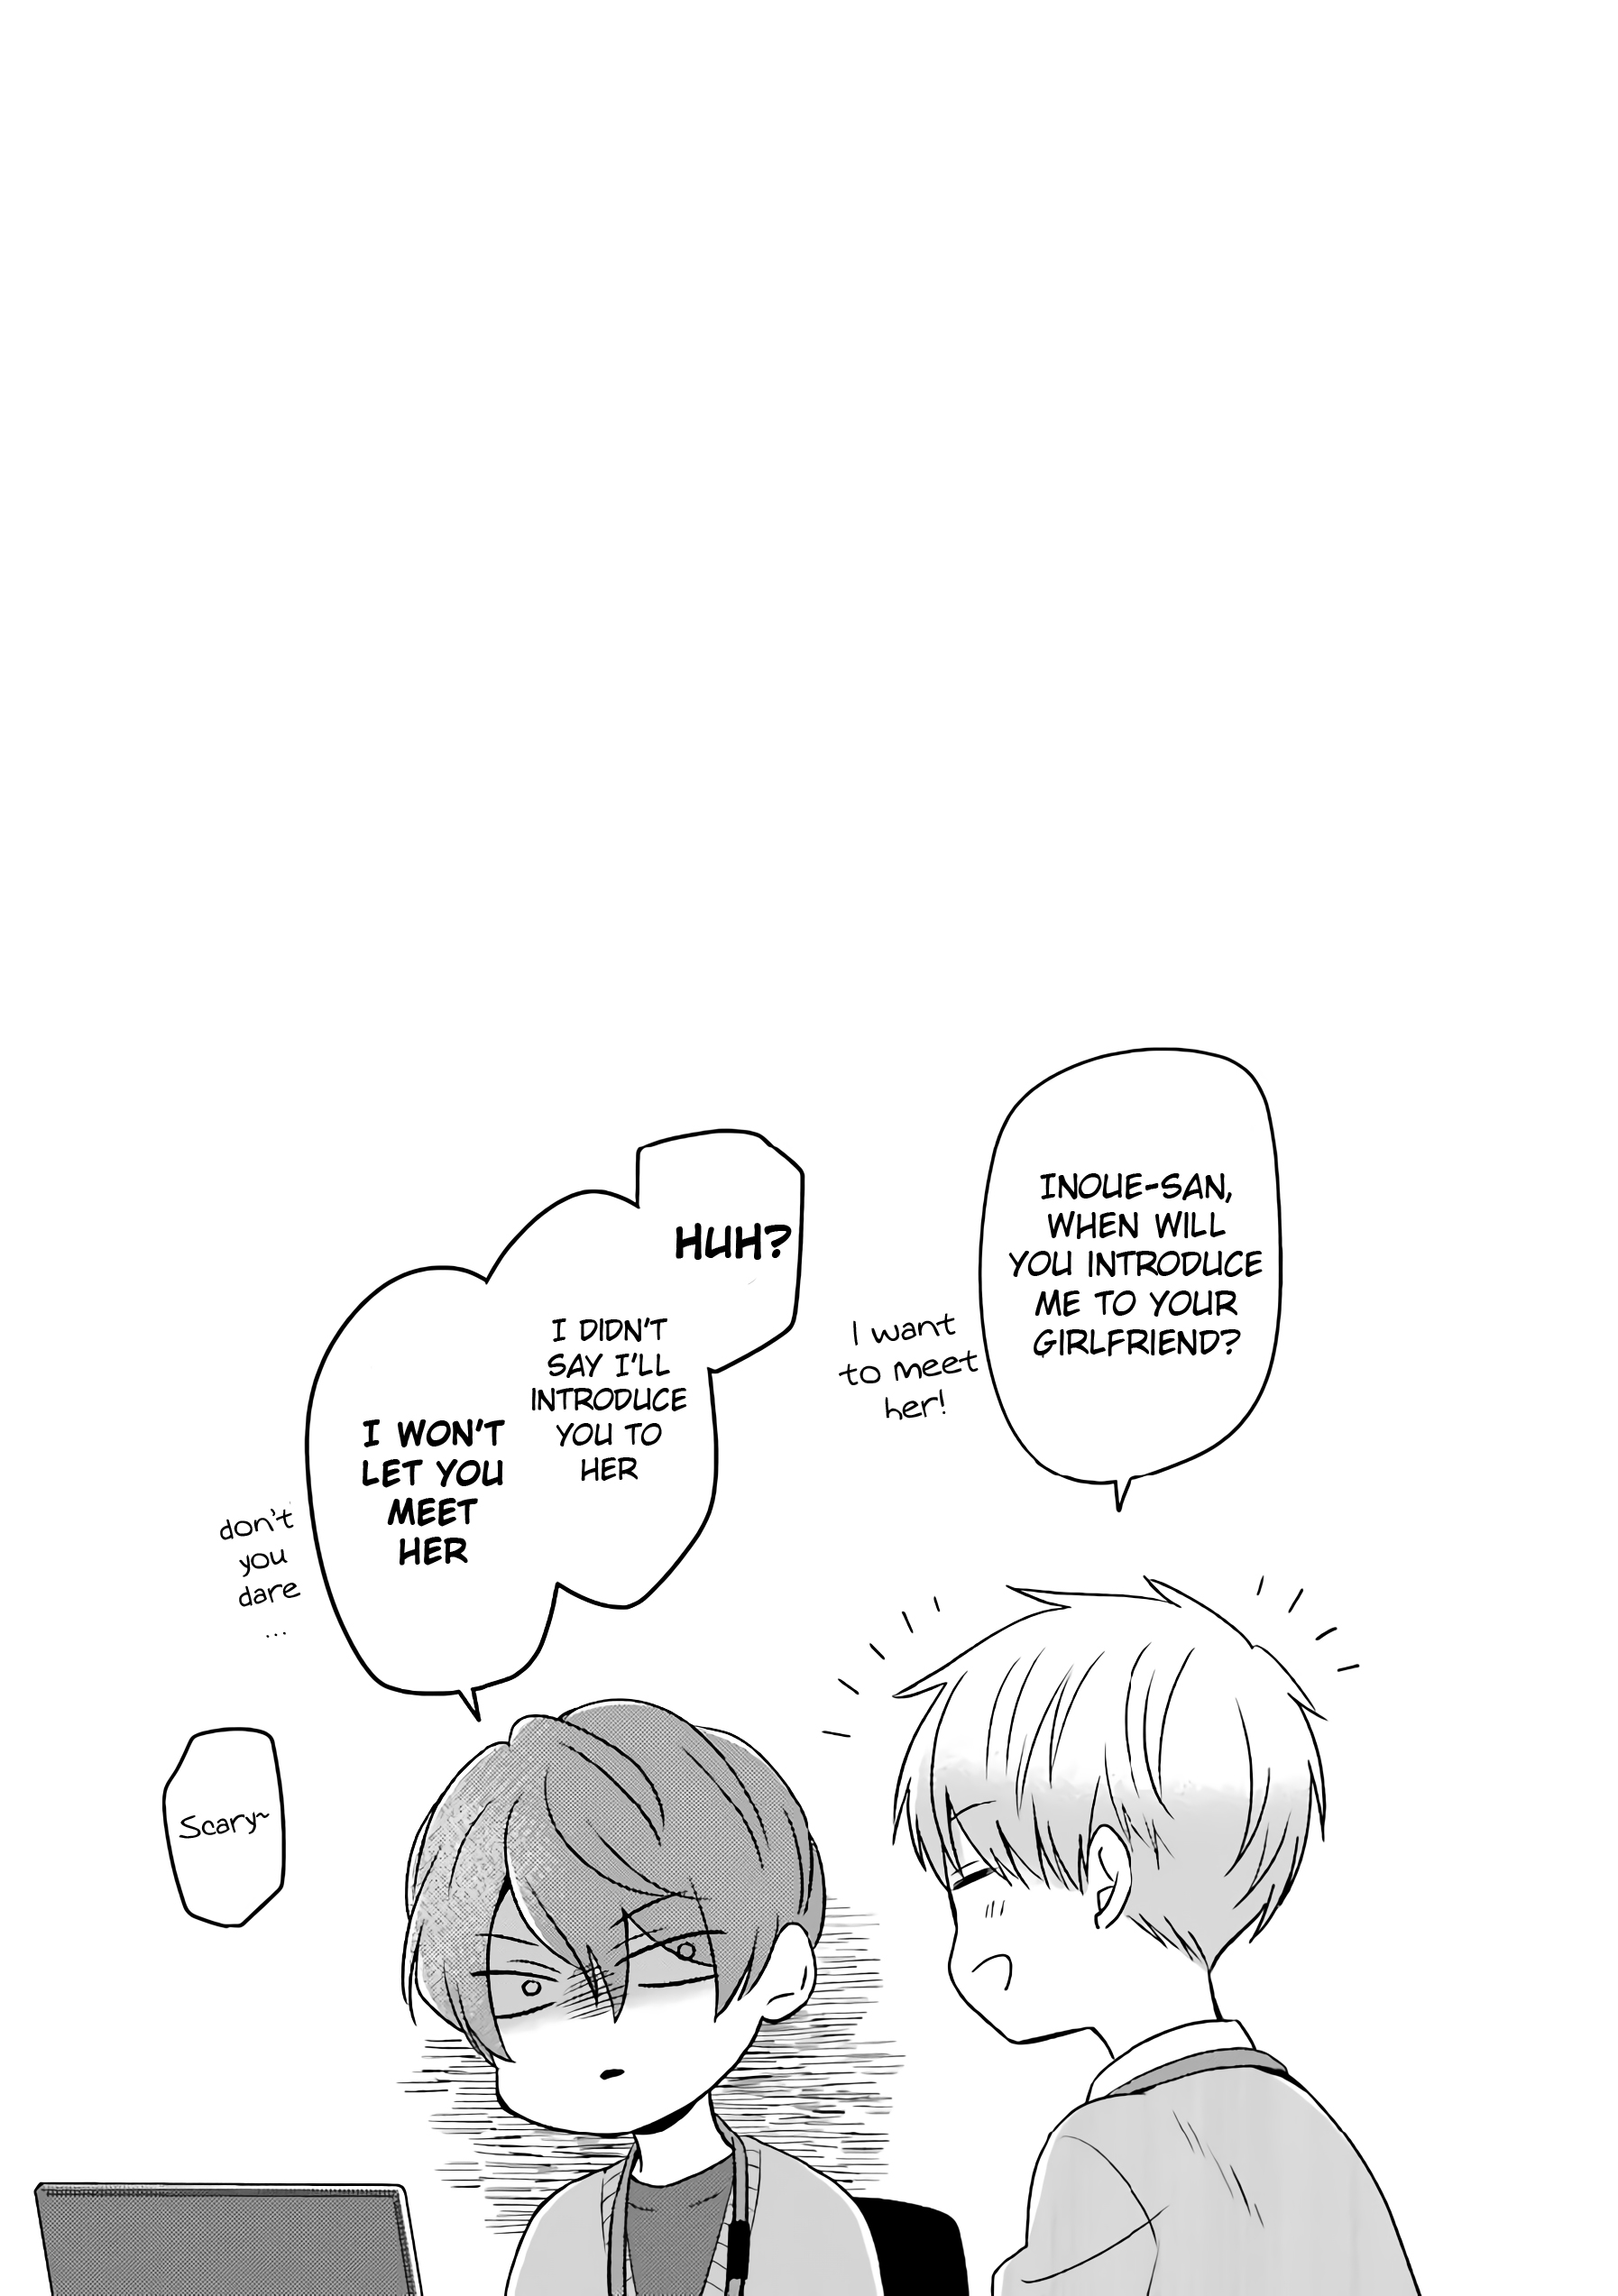 INOUE-SAN,
WHEN WILL
YOU INTRODUCE
ME TO YOUR
GIRLFRIEND?
I want
to meet
her!
HUH?
I DIDN'T
SAY I'LL
INTRODUCE
YOU TO
HER
I WON'T
LET YOU
MEET
HER
don't
you
dare
...
Scary~